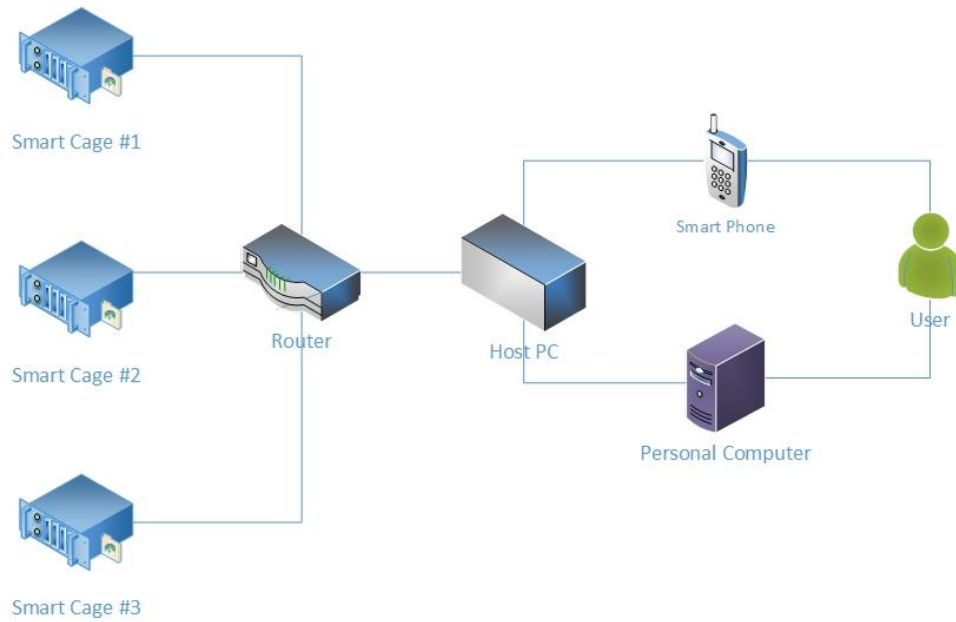 Smart Cage #1
Smart Phone
Router
Host PC
User
Smart Cage #2
Personal Computer
Smart Cage #3